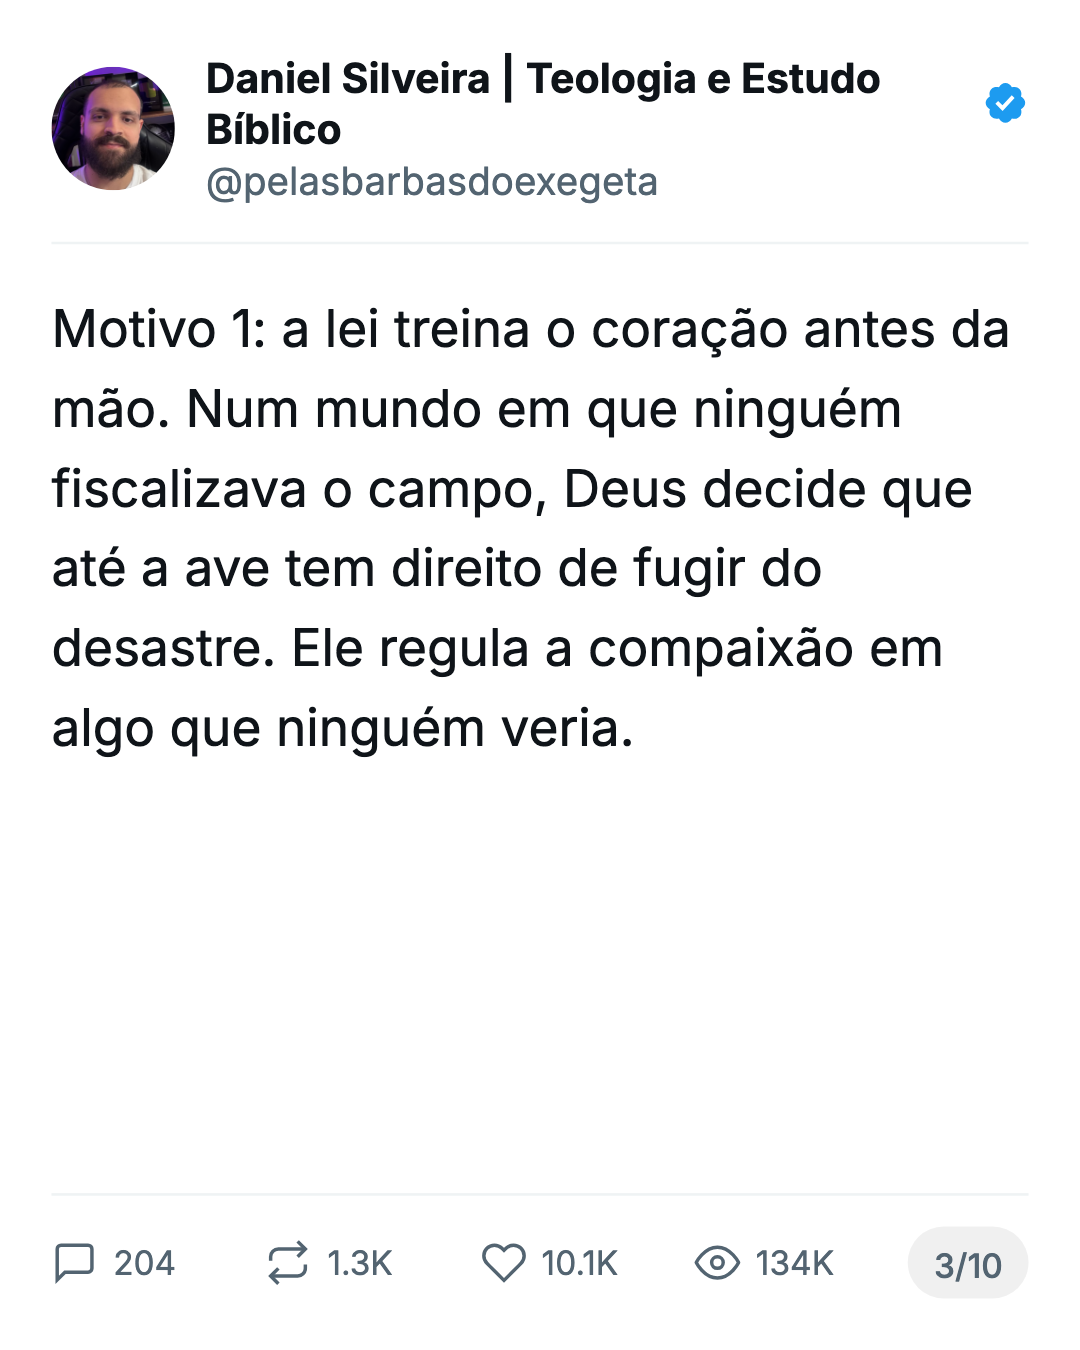 Daniel Silveira | Teologia e Estudo
Bíblico
@pelasbarbasdoexegeta
Motivo 1: a lei treina o coração antes da
mão. Num mundo em que ninguém
fiscalizava o campo, Deus decide que
até a ave tem direito de fugir do
desastre. Ele regula a compaixão em
algo que ninguém veria.
204 1.3K 10.1K 134K 3/10